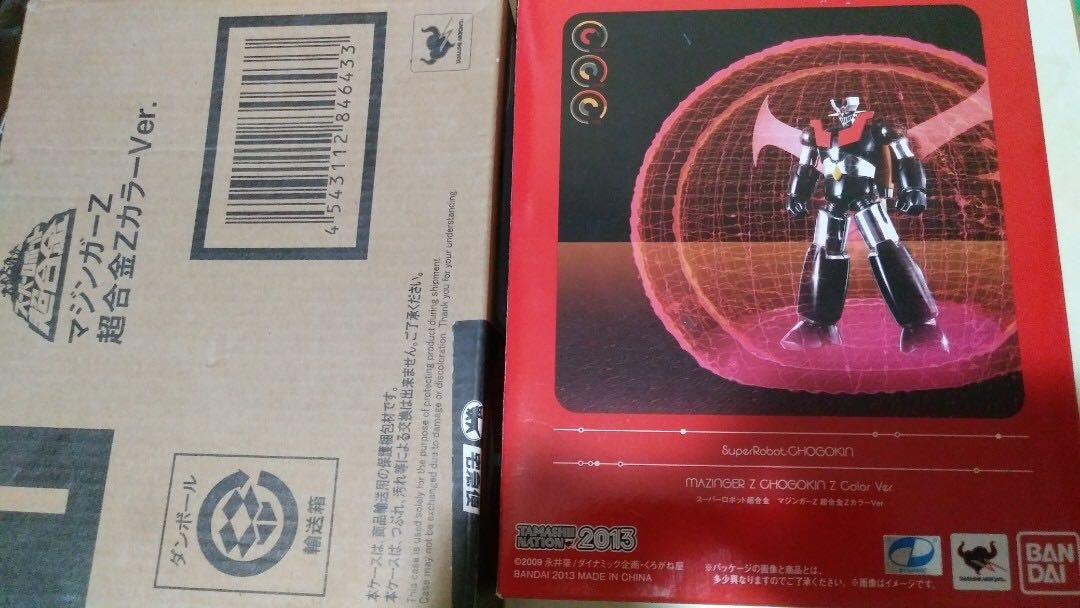 超合金
マジンガーZ
超合金ZカラーVer.
4 543112 846433
TAMASHII NATIONS
本ケースは、商品輸送用の保護梱包材です。
本ケースは、つぶれ、汚れ等による交換は出来ません。ご了承ください。
This case is used solely for the purpose of protecting product during shipment.
Case may not be exchanged due to damage or discoloration. Thank you for your understanding.
ダンボール
輸送箱
SuperRobot-CHOGOKIN
MAZINGER Z CHOGOKIN Z Color Ver.
スーパーロボット超合金 マジンガーZ 超合金ZカラーVer.
TAMASHII NATION 2013
©2009 永井豪/ダイナミック企画・くろがね屋
BANDAI 2013 MADE IN CHINA
※パッケージの画像と商品とは、
多少異なりますのでご了承ください。※画像はイメージです。
TAMASHII NATIONS
BAN
DAI